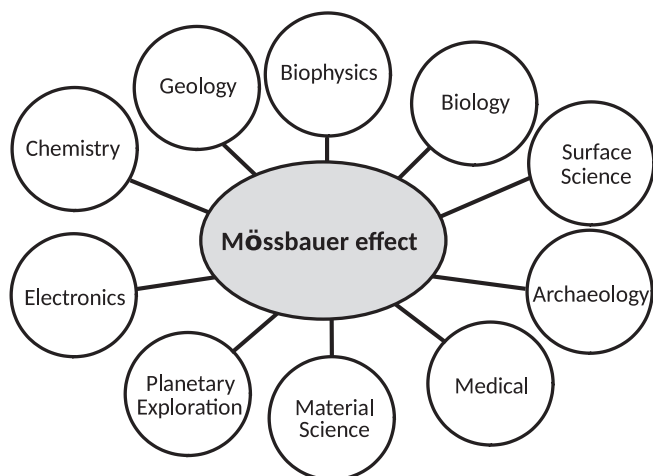 Biophysics
Geology
Biology
Chemistry
Surface
Science
Mössbauer effect
Electronics
Archaeology
Planetary
Exploration
Material
Science
Medical